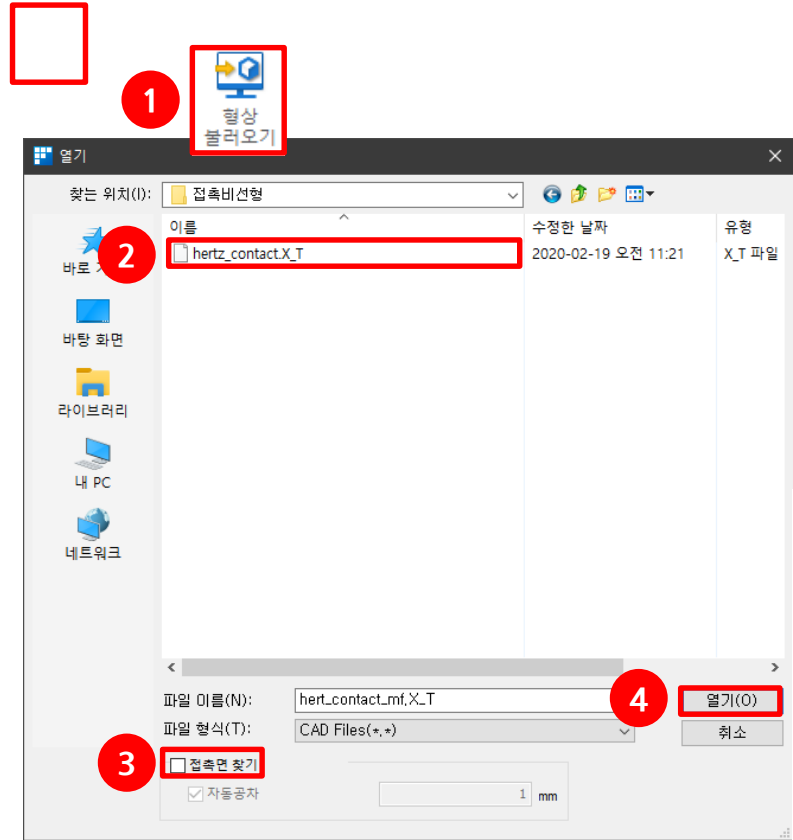 1
형상
불러오기
열기
찾는 위치(I):
접촉비선형
이름
수정한 날짜
유형
2
hertz_contact.X_T
2020-02-19 오전 11:21
X_T 파일
바로
바탕 화면
라이브러리
내 PC
네트워크
파일 이름(N):
hert_contact_mf,X_T
4
열기(O)
파일 형식(T):
CAD Files(*,*)
취소
3
접촉면 찾기
자동공차
1 mm